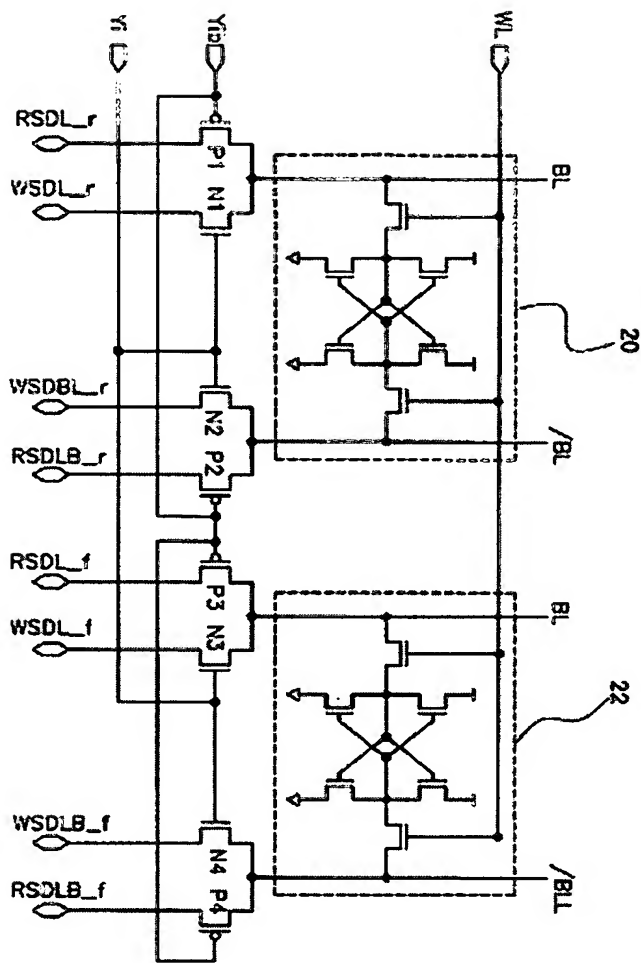 Yi
Yib
WL
RSDL_r
WSDL_r
WSDBL_r
RSDLB_r
RSDL_f
WSDL_f
WSDLB_f
RSDLB_f
P1
N1
N2
P2
P3
N3
N4
P4
BL
/BL
BL
/BLL
20
22